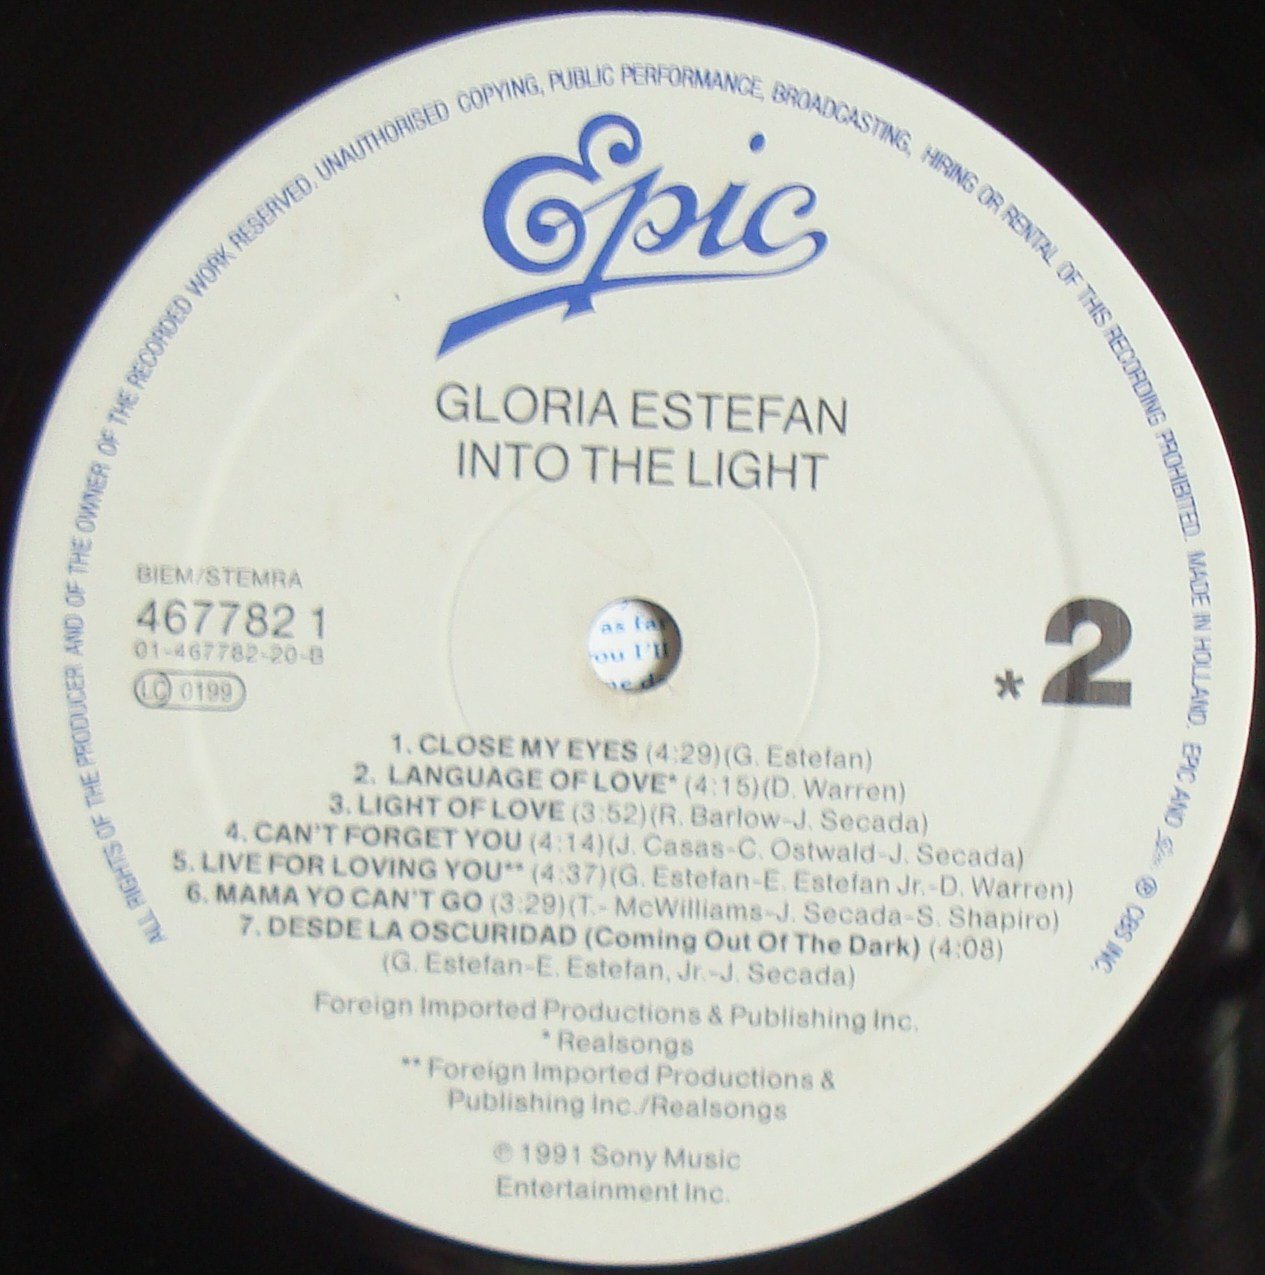 ALL RIGHTS OF THE PRODUCER AND OF THE OWNER OF THE RECORDED WORK RESERVED. UNAUTHORISED COPYING, PUBLIC PERFORMANCE, BROADCASTING, HIRING OR RENTAL OF THIS RECORDING PROHIBITED. MADE IN HOLLAND. EPIC AND ® CBS INC.
Epic
GLORIA ESTEFAN
INTO THE LIGHT
BIEM/STEMRA
467782 1
01-467782-20-B
LC 0199
* 2
as fa
ou I'll
1. CLOSE MY EYES (4:29)(G. Estefan)
2. LANGUAGE OF LOVE* (4:15)(D. Warren)
3. LIGHT OF LOVE (3:52)(R. Barlow-J. Secada)
4. CAN'T FORGET YOU (4:14)(J. Casas-C. Ostwald-J. Secada)
5. LIVE FOR LOVING YOU** (4:37)(G. Estefan-E. Estefan Jr.-D. Warren)
6. MAMA YO CAN'T GO (3:29)(T.- McWilliams-J. Secada-S. Shapiro)
7. DESDE LA OSCURIDAD (Coming Out Of The Dark) (4:08)
(G. Estefan-E. Estefan, Jr.-J. Secada)
Foreign Imported Productions & Publishing Inc.
* Realsongs
** Foreign Imported Productions &
Publishing Inc./Realsongs
℗ 1991 Sony Music
Entertainment Inc.